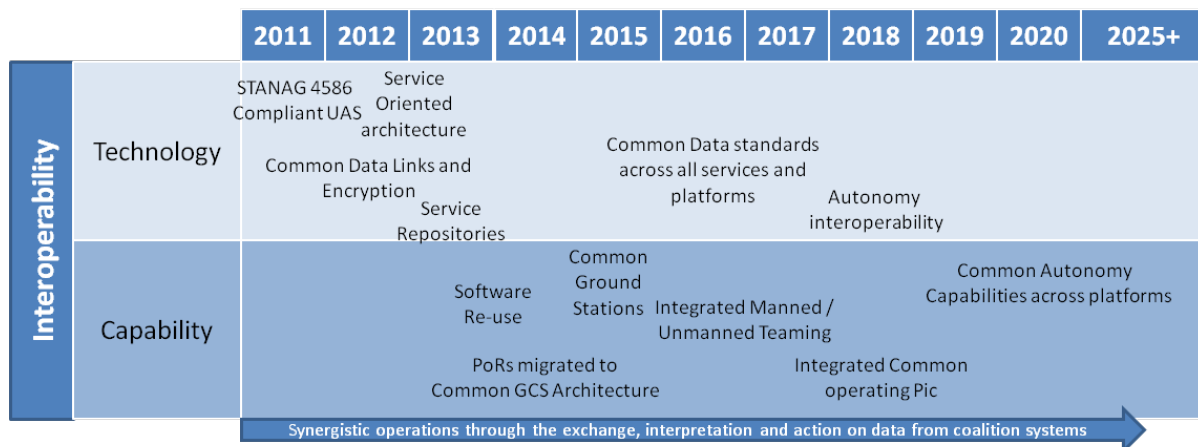 2011 2012 2013 2014 2015 2016 2017 2018 2019 2020 2025+
Interoperability
Technology
STANAG 4586
Compliant UAS
Service
Oriented
architecture
Common Data Links and
Encryption
Service
Repositories
Common Data standards
across all services and
platforms
Autonomy
interoperability
Capability
Software
Re-use
Common
Ground
Stations
PoRs migrated to
Common GCS Architecture
Integrated Manned /
Unmanned Teaming
Integrated Common
operating Pic
Common Autonomy
Capabilities across platforms
Synergistic operations through the exchange, interpretation and action on data from coalition systems